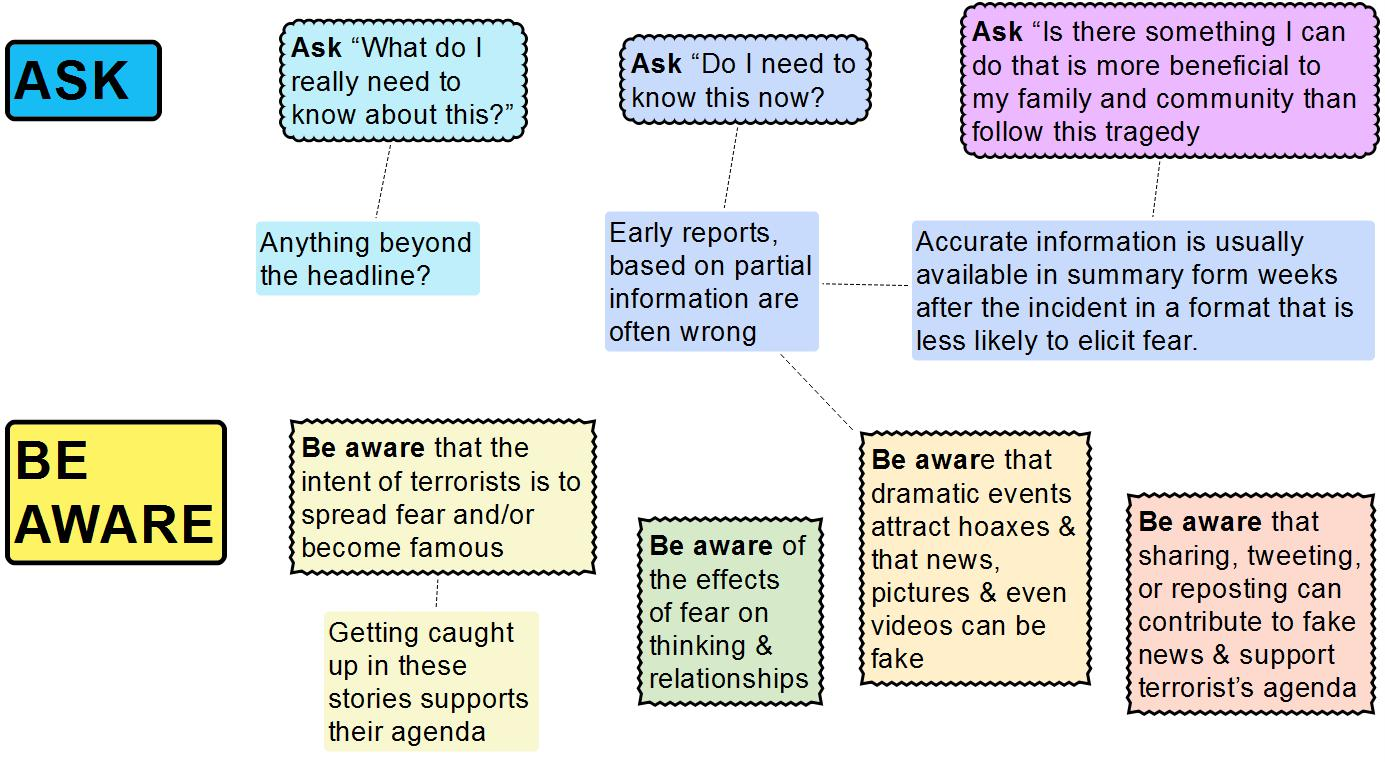 ASK
Ask “What do I
really need to
know about this?”
Ask “Do I need to
know this now?
Ask “Is there something I can
do that is more beneficial to
my family and community than
follow this tragedy
Anything beyond
the headline?
Early reports,
based on partial
information are
often wrong
Accurate information is usually
available in summary form weeks
after the incident in a format that is
less likely to elicit fear.
BE
AWARE
Be aware that the
intent of terrorists is to
spread fear and/or
become famous
Getting caught
up in these
stories supports
their agenda
Be aware of
the effects
of fear on
thinking &
relationships
Be aware that
dramatic events
attract hoaxes &
that news,
pictures & even
videos can be
fake
Be aware that
sharing, tweeting,
or reposting can
contribute to fake
news & support
terrorist’s agenda